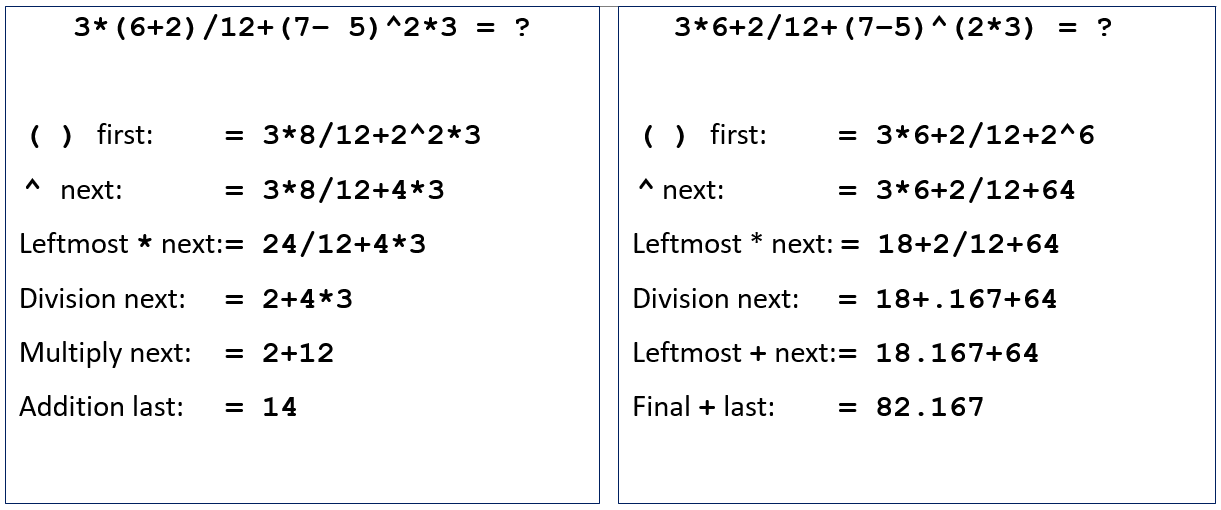 3*(6+2)/12+(7- 5)^2*3 = ?
( ) first: = 3*8/12+2^2*3
^ next: = 3*8/12+4*3
Leftmost * next:= 24/12+4*3
Division next: = 2+4*3
Multiply next: = 2+12
Addition last: = 14
3*6+2/12+(7-5)^(2*3) = ?
( ) first: = 3*6+2/12+2^6
^ next: = 3*6+2/12+64
Leftmost * next: = 18+2/12+64
Division next: = 18+.167+64
Leftmost + next:= 18.167+64
Final + last: = 82.167